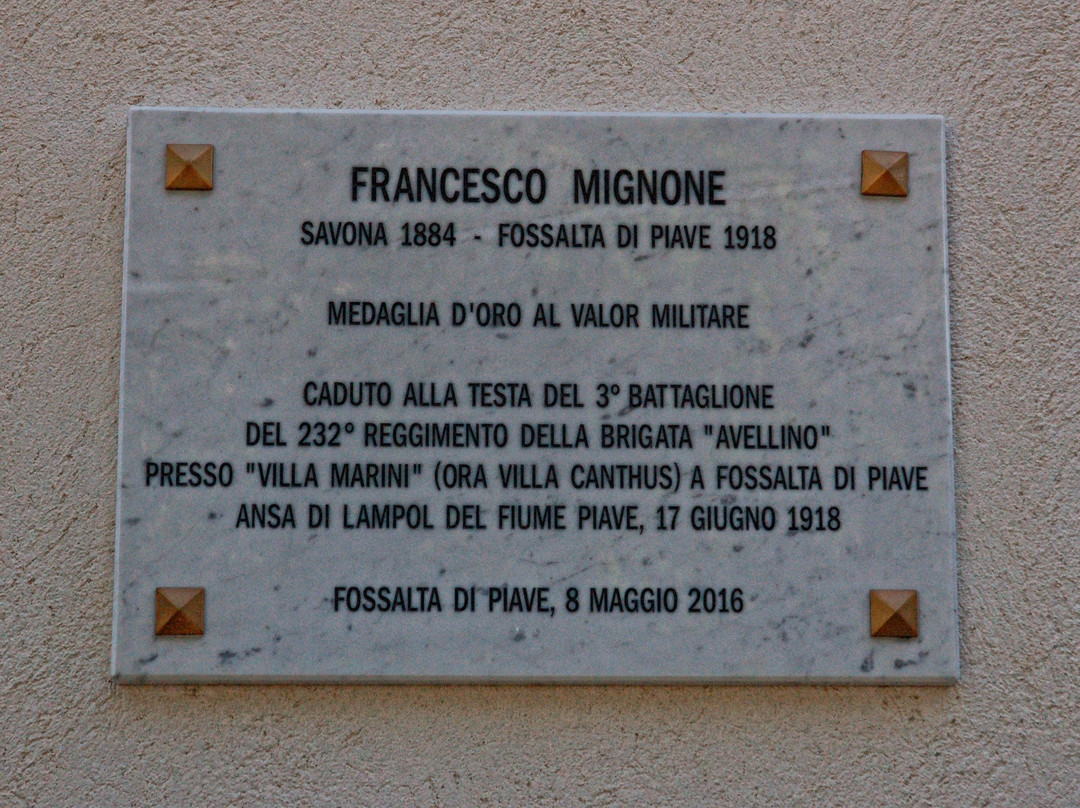 FRANCESCO MIGNONE
SAVONA 1884 - FOSSALTA DI PIAVE 1918
MEDAGLIA D'ORO AL VALOR MILITARE
CADUTO ALLA TESTA DEL 3° BATTAGLIONE
DEL 232° REGGIMENTO DELLA BRIGATA "AVELLINO"
PRESSO "VILLA MARINI" (ORA VILLA CANTHUS) A FOSSALTA DI PIAVE
ANSA DI LAMPOL DEL FIUME PIAVE, 17 GIUGNO 1918
FOSSALTA DI PIAVE, 8 MAGGIO 2016